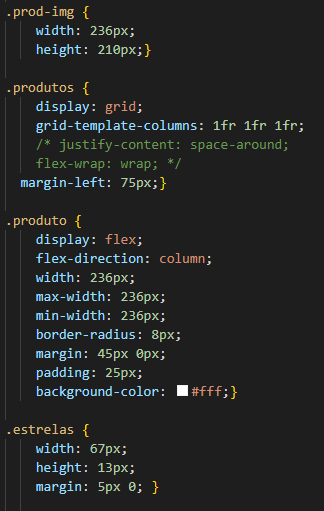 .prod-img {
    width: 236px;
    height: 210px;}

.produtos {
    display: grid;
    grid-template-columns: 1fr 1fr 1fr;
    /* justify-content: space-around;
    flex-wrap: wrap; */
  margin-left: 75px;}

.produto {
    display: flex;
    flex-direction: column;
    width: 236px;
    max-width: 236px;
    min-width: 236px;
    border-radius: 8px;
    margin: 45px 0px;
    padding: 25px;
    background-color: #fff;}

.estrelas {
    width: 67px;
    height: 13px;
    margin: 5px 0; }